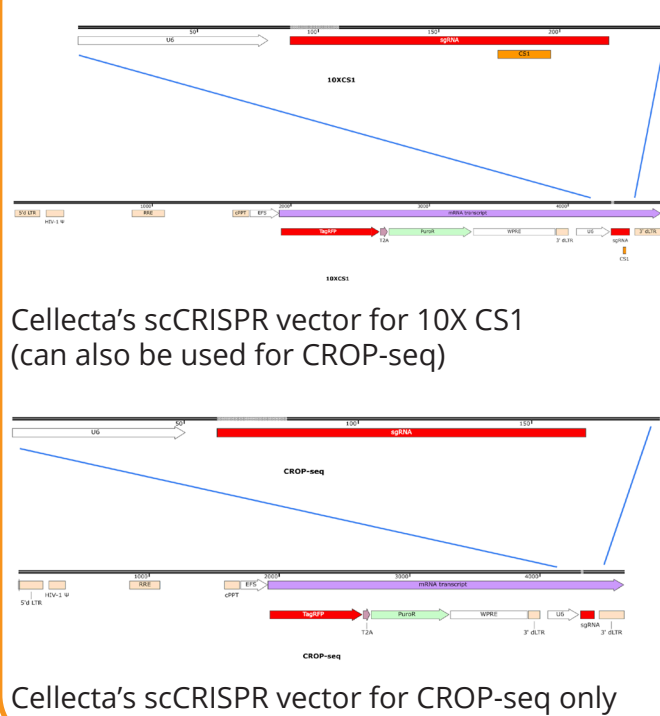 50 100 150 200
U6 sgRNA
CS1
10XCS1
1000 2000 3000 4000
5'd LTR HIV-1 Ψ RRE cPPT EFS mRNA transcript
TagRFP T2A PuroR WPRE 3' dLTR U6 sgRNA 3' dLTR
CS1
10XCS1
Cellecta's scCRISPR vector for 10X CS1
(can also be used for CROP-seq)
50 100 150
U6 sgRNA
CROP-seq
1000 2000 3000 4000
5'd LTR HIV-1 Ψ RRE cPPT EFS mRNA transcript
TagRFP T2A PuroR WPRE 3' dLTR U6 sgRNA 3' dLTR
CROP-seq
Cellecta's scCRISPR vector for CROP-seq only